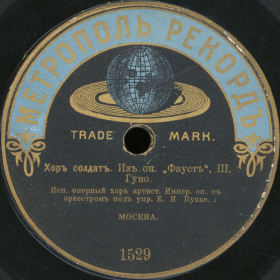 МЕТРОПОЛЬ РЕКОРДЪ
TRADE MARK.
Хоръ солдатъ. Изъ оп. „Фаустъ", Ш.
Гуно.
Исп. оперный хоръ артист. Импер. оп. съ
оркестромъ подъ упр. Е. И Букке.
МОСКВА.
1529